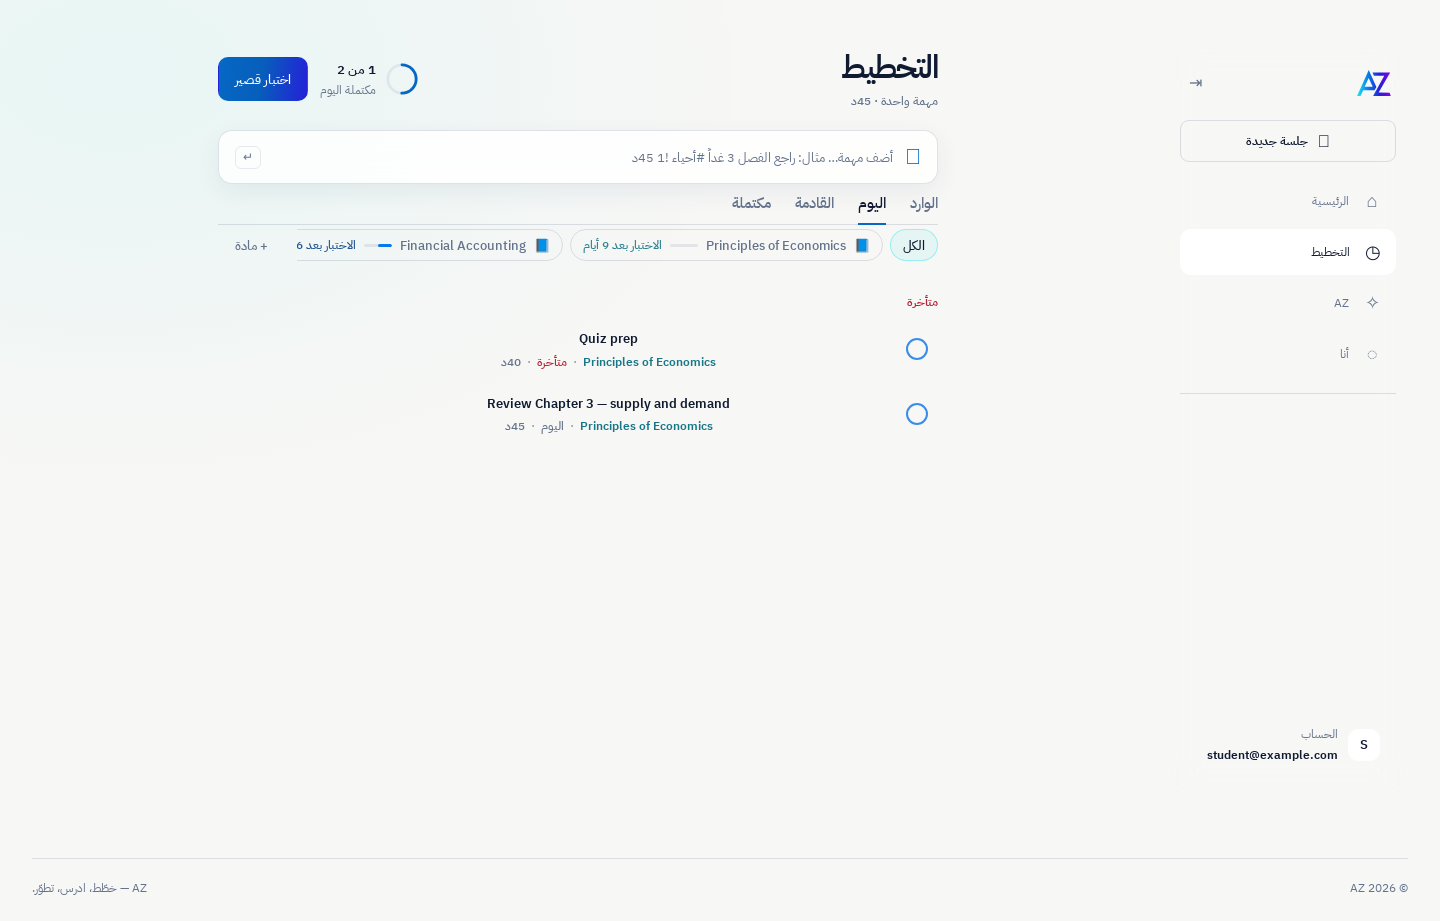 AZ
⇥
جلسة جديدة
الرئيسية
التخطيط
AZ
أنا
الحساب
S
student@example.com
التخطيط
مهمة واحدة · 45د
1 من 2
مكتملة اليوم
اختبار قصير
أضف مهمة... مثال: راجع الفصل 3 غداً #أحياء !1 45د
↵
الوارد
اليوم
القادمة
مكتملة
الكل
Principles of Economics الاختبار بعد 9 أيام
Financial Accounting الاختبار بعد 6
+ مادة
متأخرة
Quiz prep
Principles of Economics · متأخرة · 40د
Review Chapter 3 — supply and demand
Principles of Economics · اليوم · 45د
© 2026 AZ
AZ — خطّط، ادرس، تطوّر.